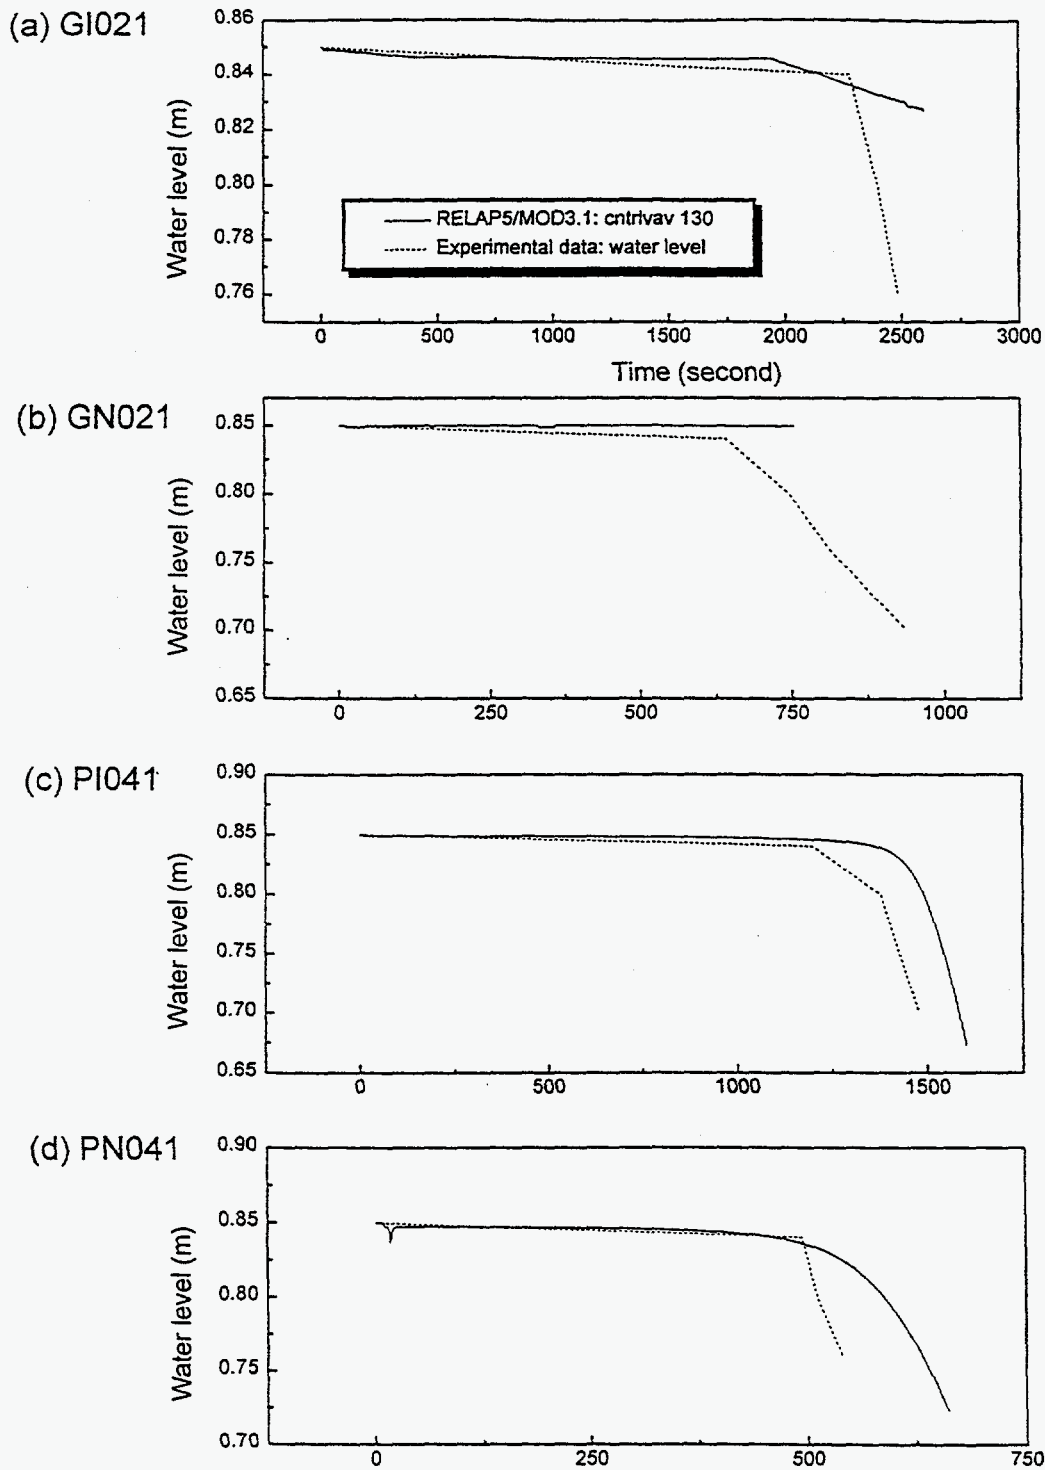 (a) GI021
Water level (m)
0.86
0.84
0.82
0.80
0.78
0.76
RELAP5/MOD3.1: cntrlvav 130
Experimental data: water level
0 500 1000 1500 2000 2500 3000
Time (second)
(b) GN021
Water level (m)
0.85
0.80
0.75
0.70
0.65
0 250 500 750 1000
(c) PI041
Water level (m)
0.90
0.85
0.80
0.75
0.70
0.65
0 500 1000 1500
(d) PN041
Water level (m)
0.90
0.85
0.80
0.75
0.70
0 250 500 750